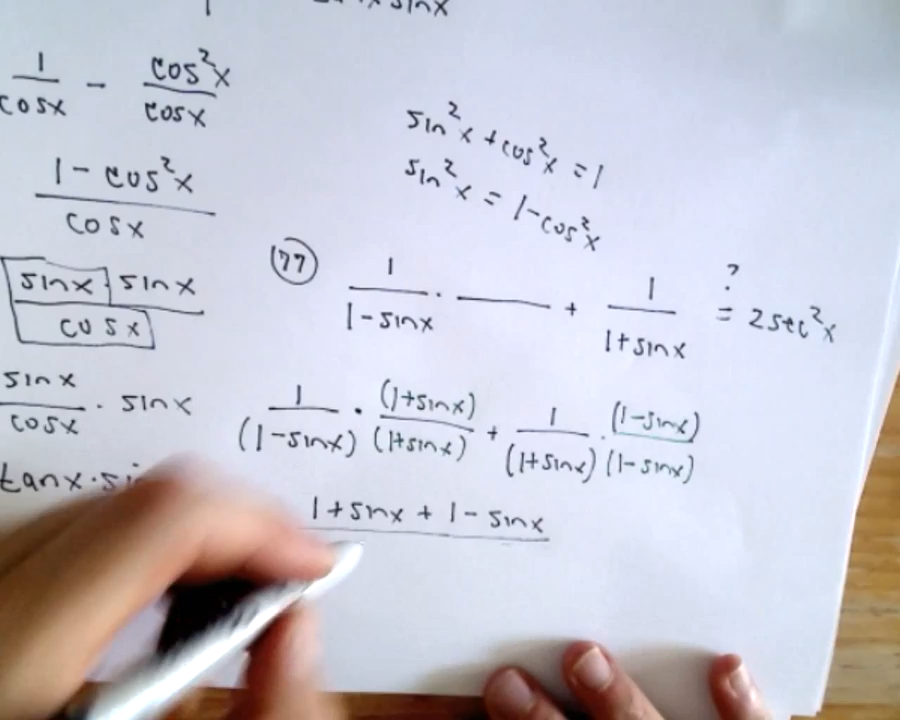 sinx
1/cosx - cos²x/cosx
1 - cos²x / cosx
sinx sinx / cosx
sinx/cosx · sinx
tanx·si
sin²x + cos²x = 1
sin²x = 1-cos²x
(77) 1/(1-sinx) · ___ + 1/(1+sinx) ?= 2sec²x
1/(1-sinx) · (1+sinx)/(1+sinx) + 1/(1+sinx) · (1-sinx)/(1-sinx)
1+sinx + 1-sinx